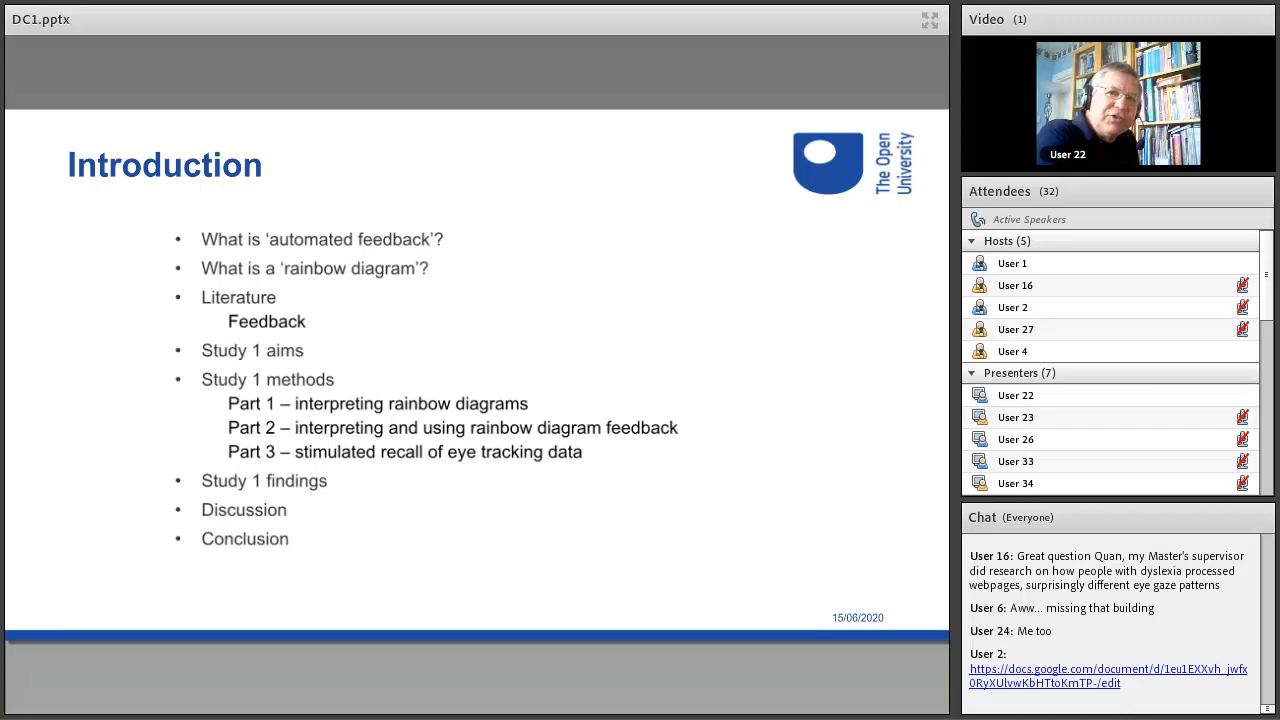 DC1.pptx
Introduction
The Open
University
• What is ‘automated feedback’?
• What is a ‘rainbow diagram’?
• Literature
Feedback
• Study 1 aims
• Study 1 methods
Part 1 – interpreting rainbow diagrams
Part 2 – interpreting and using rainbow diagram feedback
Part 3 – stimulated recall of eye tracking data
• Study 1 findings
• Discussion
• Conclusion
15/06/2020
Video (1)
User 22
Attendees (32)
Active Speakers
Hosts (5)
User 1
User 16
User 2
User 27
User 4
Presenters (7)
User 22
User 23
User 26
User 33
User 34
Chat (Everyone)
User 16: Great question Quan, my Master's supervisor
did research on how people with dyslexia processed
webpages, surprisingly different eye gaze patterns
User 6: Aww... missing that building
User 24: Me too
User 2:
https://docs.google.com/document/d/1eu1EXXvh_jwfx
0RyXUlvwKbHTtoKmTP-/edit